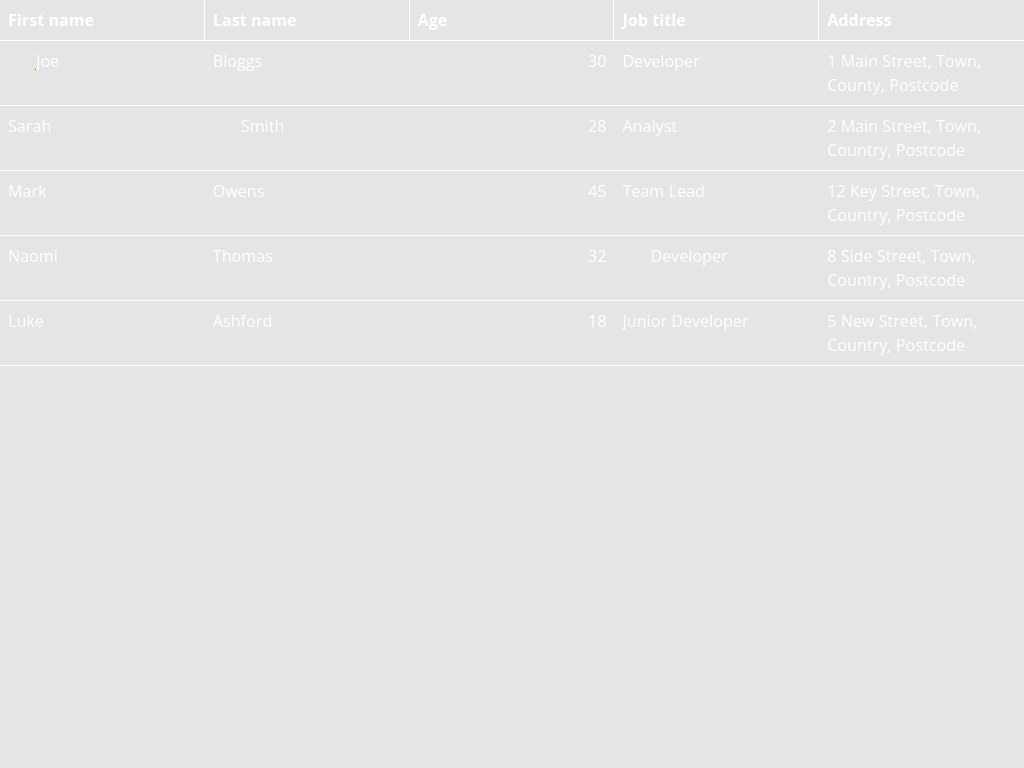 First name Last name Age Job title Address
Joe Bloggs 30 Developer 1 Main Street, Town,
County, Postcode
Sarah Smith 28 Analyst 2 Main Street, Town,
Country, Postcode
Mark Owens 45 Team Lead 12 Key Street, Town,
Country, Postcode
Naomi Thomas 32 Developer 8 Side Street, Town,
Country, Postcode
Luke Ashford 18 Junior Developer 5 New Street, Town,
Country, Postcode